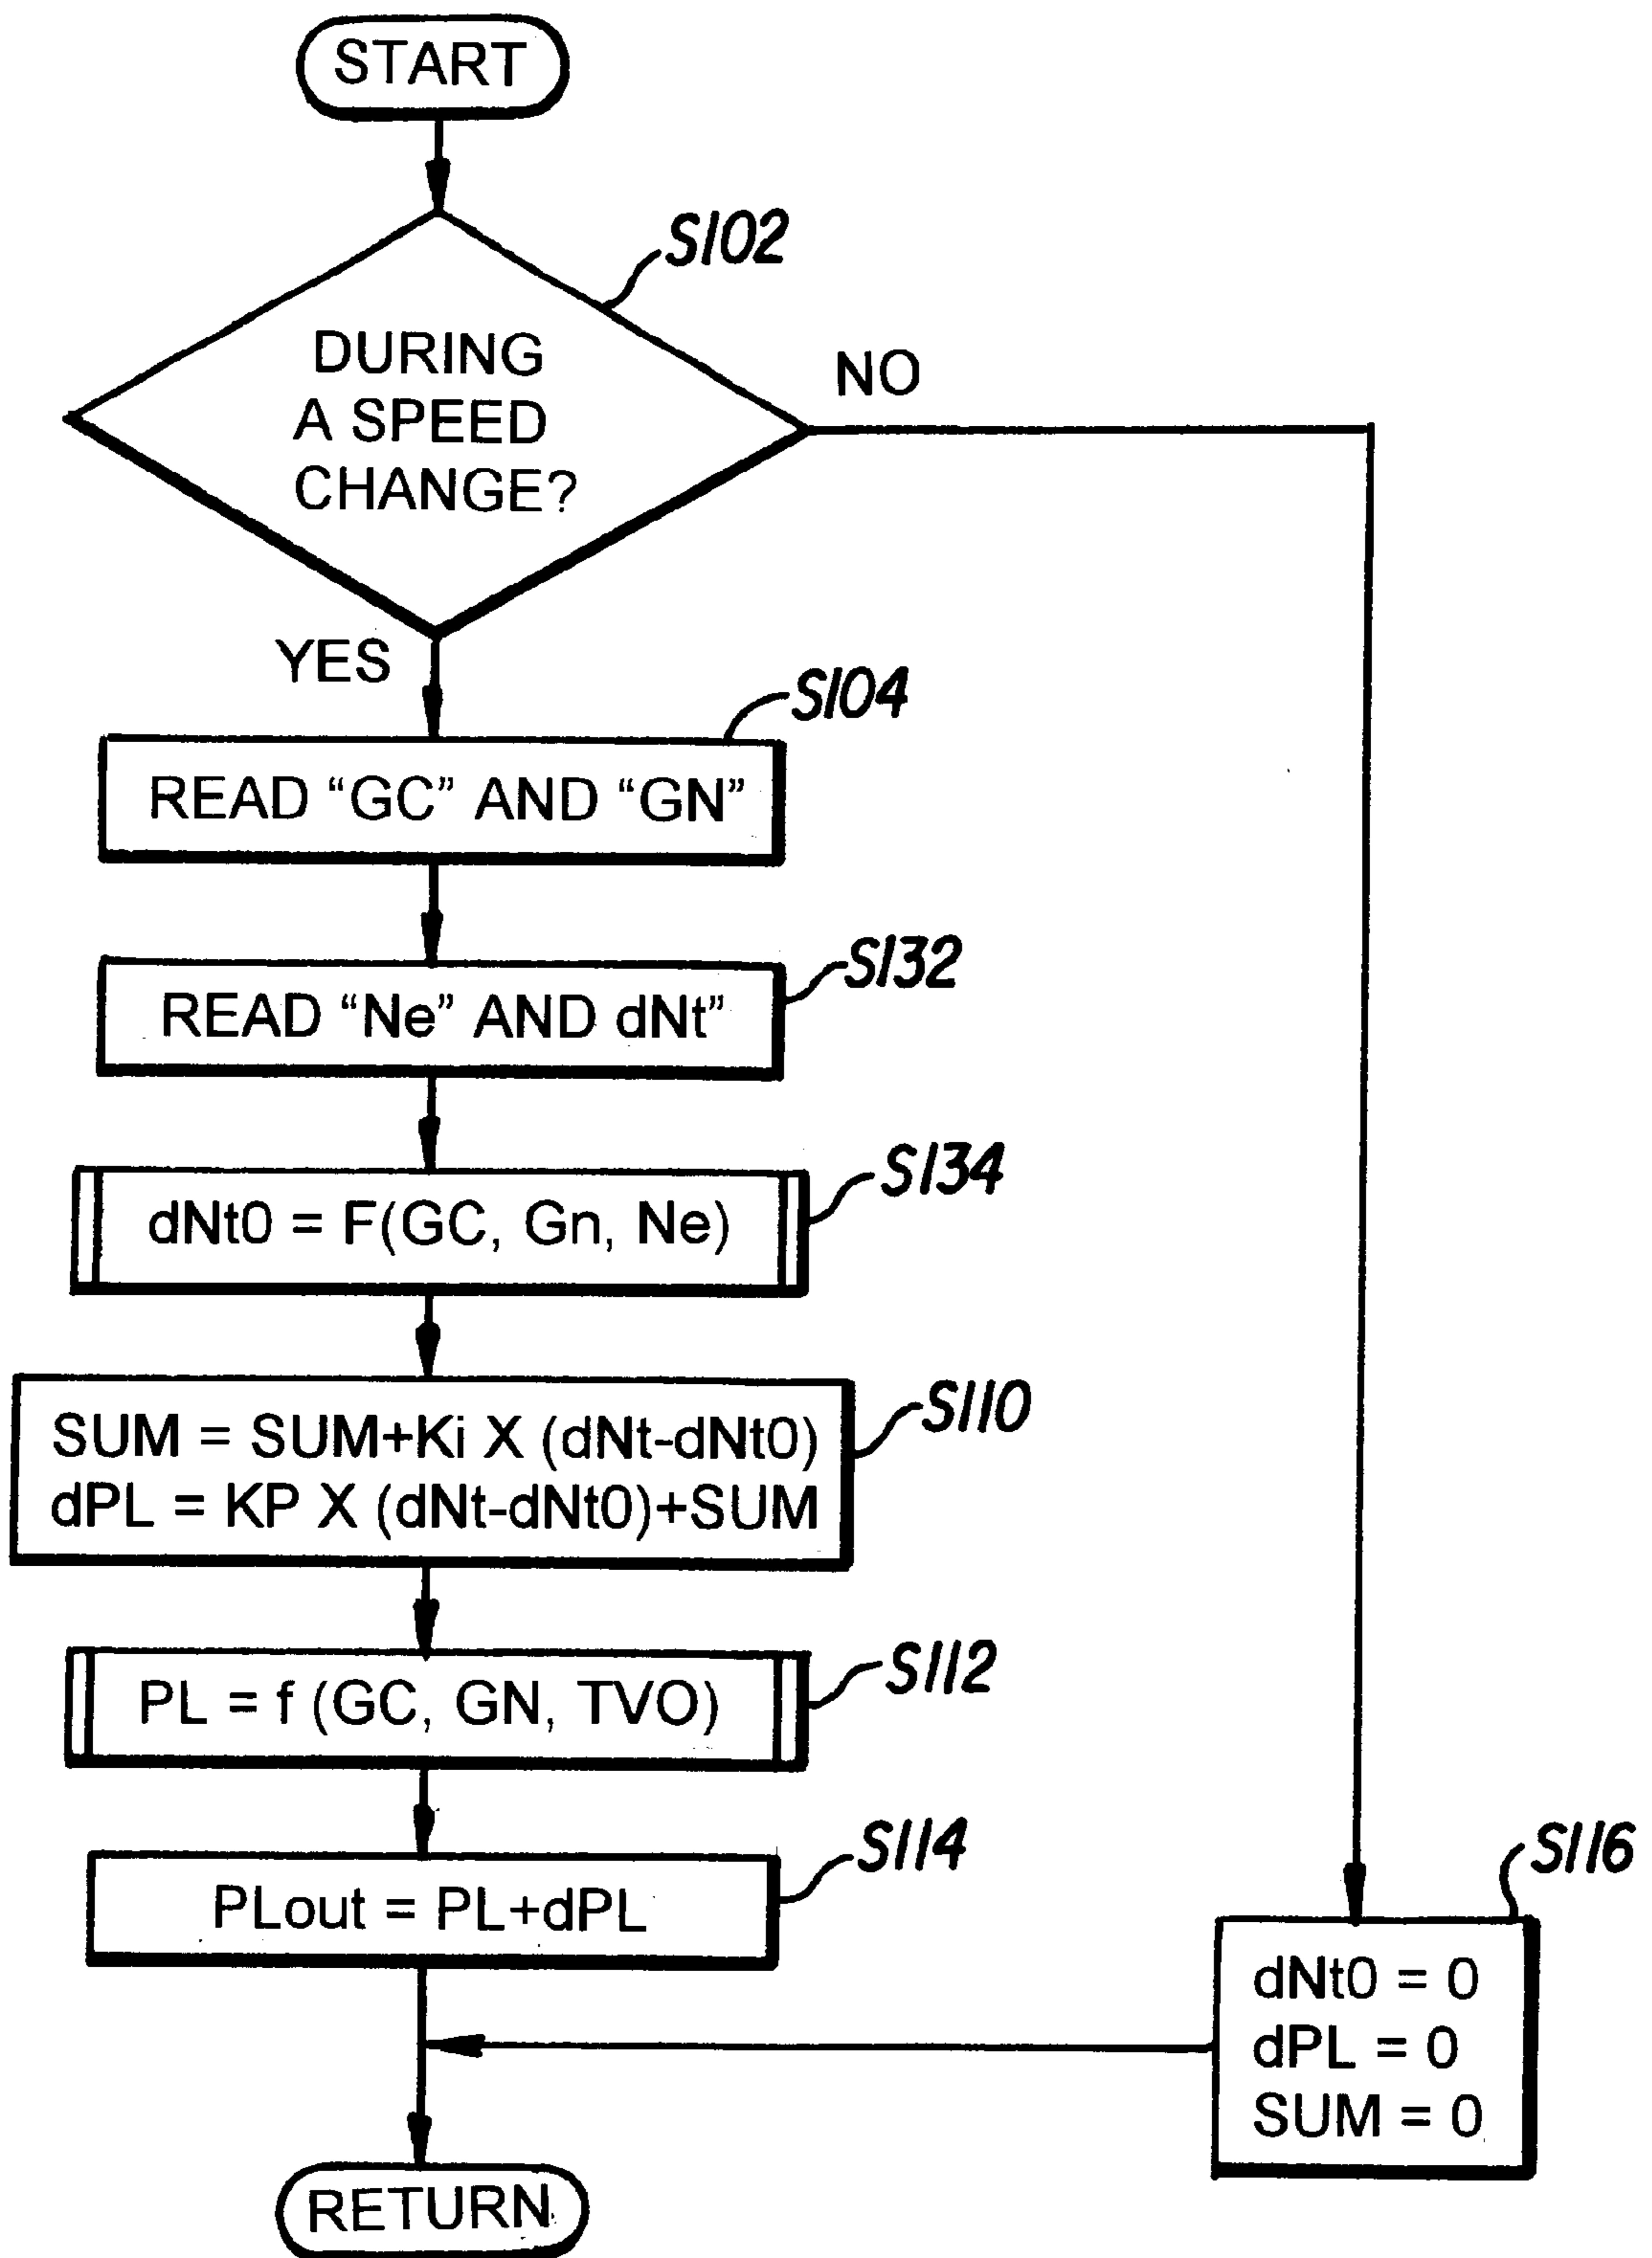 START
S102
DURING
A SPEED
CHANGE?
NO
YES
S104
READ “GC” AND “GN”
S132
READ “Ne” AND dNt”
S134
dNt0 = F(GC, Gn, Ne)
S110
SUM = SUM+Ki X (dNt-dNt0)
dPL = KP X (dNt-dNt0)+SUM
S112
PL = f (GC, GN, TVO)
S114
PLout = PL+dPL
S116
dNt0 = 0
dPL = 0
SUM = 0
RETURN